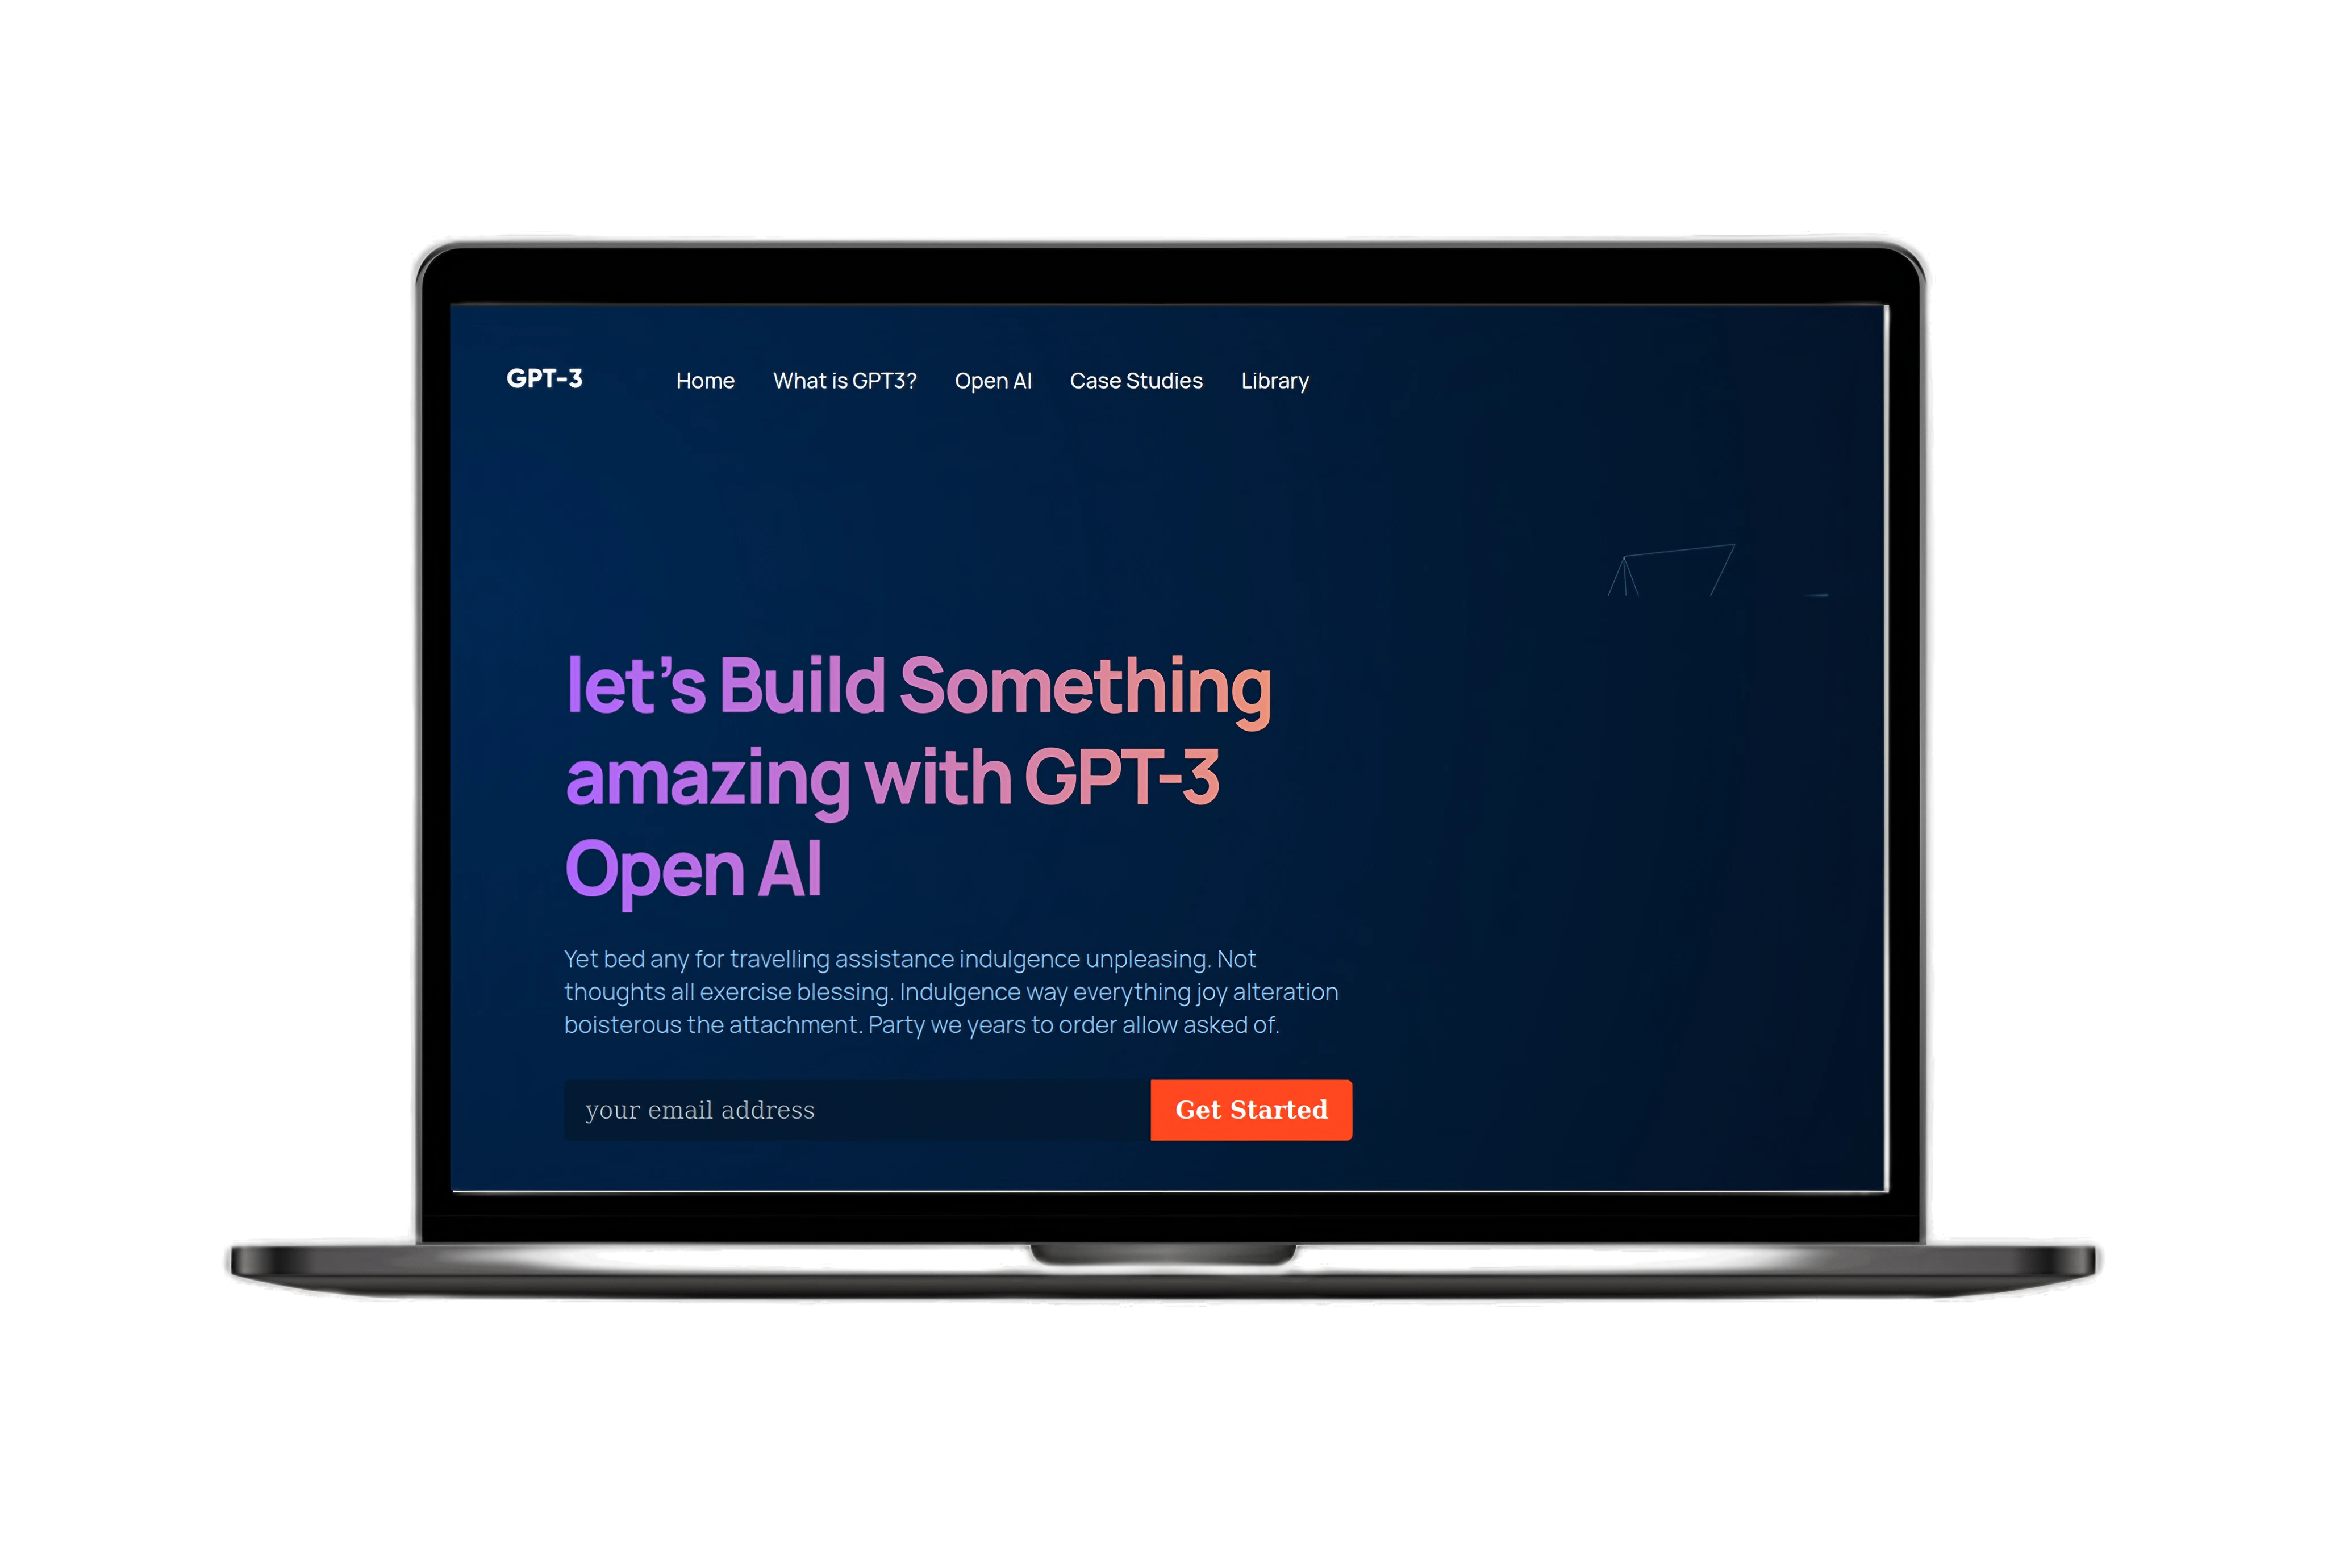 GPT-3 Home What is GPT3? Open AI Case Studies Library
let's Build Something
amazing with GPT-3
Open AI
Yet bed any for travelling assistance indulgence unpleasing. Not
thoughts all exercise blessing. Indulgence way everything joy alteration
boisterous the attachment. Party we years to order allow asked of.
your email address Get Started